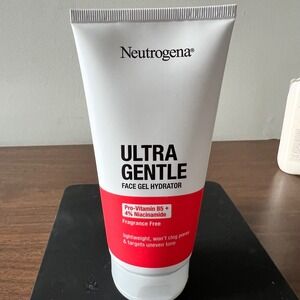 Neutrogena®
ULTRA
GENTLE
FACE GEL HYDRATOR
Pro-Vitamin B5 +
4% Niacinamide
Fragrance Free
lightweight, won't clog pores
& targets uneven tone